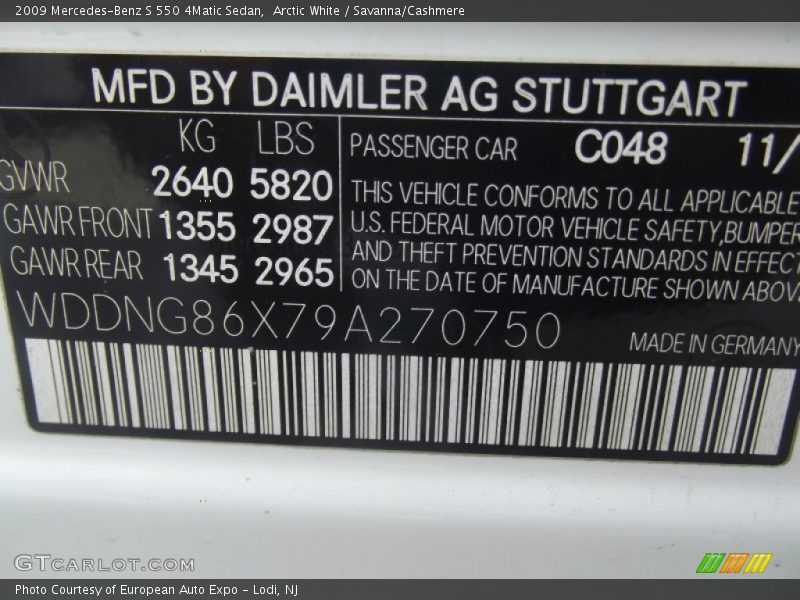 2009 Mercedes-Benz S 550 4Matic Sedan,  Arctic White / Savanna/Cashmere
MFD BY DAIMLER AG STUTTGART
KG LBS
GVWR 2640 5820
GAWR FRONT 1355 2987
GAWR REAR 1345 2965
PASSENGER CAR C048 11/
THIS VEHICLE CONFORMS TO ALL APPLICABLE
U.S. FEDERAL MOTOR VEHICLE SAFETY,BUMPER
AND THEFT PREVENTION STANDARDS IN EFFECT
ON THE DATE OF MANUFACTURE SHOWN ABOV
WDDNG86X79A270750
MADE IN GERMANY
GTCARLOT.COM
Photo Courtesy of European Auto Expo - Lodi, NJ